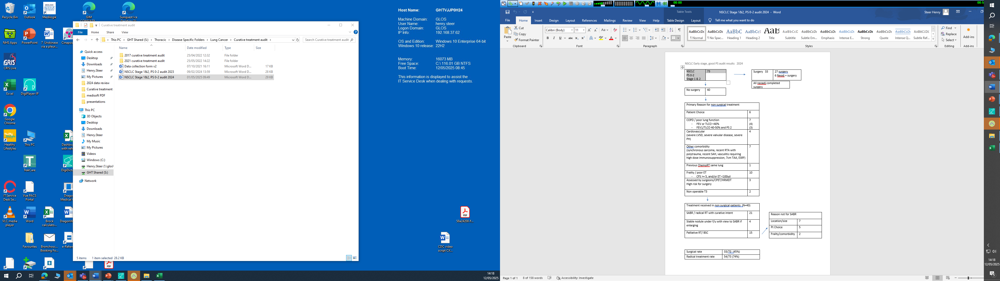 Recycle Bin
Outlook
Medilogik
GIM
CONSULTA
Sunquest Ice
Desktop (2)
NHS Apps
PowerPoint
7. Urokinase
via a pleur...
Cinapsis
CRIS Live
Excel
DigiPlayer-IP
Google
Chrome
Healthy
Lifestyles
This PC
Dashbo
with refr
TrakCare
DigiDict
IT Service
Desk Se...
Vue PACS
Portal
Drago
Medical
VLC media
player
Word
Brock
calculato...
DragonW
Favourites
Bronchosc...
Booking Fo...
e-Referr
Curative treatment audit
File
Home
Share
View
This PC
GHT Shared (S:)
Thoracic
Disease Specific Folders
Lung Cancer
Curative treatment audit
Search Curative treatment audit
Quick access
Desktop
Downloads
Henry.Steer
My Pictures
2024 data review
Curative treatment
medisoft PDF
presentations
This PC
3D Objects
Desktop
Downloads
Henry.Steer
My Music
My Pictures
Videos
Windows (C:)
Henry.Steer (\\glos\
GHT Shared (S:)
Network
Name Date modified Type Size
2017 curative treatment audit 25/04/2022 12:32 File folder
2021 curative treatment audit 25/05/2022 14:22 File folder
Data collection form v2 07/10/2021 16:11 Microsoft Word D... 17 KB
NSCLC Stage 1&2, PS 0-2 audit 2023 09/02/2024 13:59 Microsoft Word D... 28 KB
NSCLC Stage 1&2, PS 0-2 audit 2024 01/05/2025 09:49 Microsoft Word D... 29 KB
5 items 1 item selected 28.2 KB
Host Name: GHTVJJP0H24
Machine Domain: GLOS
User Name: henry.steer
Logon Domain: GLOS
IP Info: 192.168.37.62
OS and Edition: Windows 10 Enterprise 64-bit
Windows 10 release: 22H2
Memory: 16073 MB
Free Space: C:\ 116.01 GB NTFS
Boot Time: 12/05/2025 08:45
This information is displayed to assist the
IT Service Desk when dealing with requests.
PDF
58a24200-f...
CDC video
script CX...
PDF
14:18
12/05/2025
00:00
00:5
Table Tools
NSCLC Stage 1&2, PS 0-2 audit 2024 - Word
Steer Henry
File Home Insert Design Layout References Mailings Review View Help Table Design Layout Tell me what you want to do
Paste
Cut
Copy
Format Painter
Clipboard
Calibri (Body) 11
Font
Paragraph
AaBbCcDc ¶ Normal
AaBbCcDc ¶ No Spac...
AaBbC Heading 1
AaBbCc Heading 2
AaB Title
AaBbCcD Subtitle
AaBbCcDc Subtle Em...
AaBbCcDc Emphasis
AaBbCcDc Intense E...
AaBbCcDc Strong
AaBbCcDc Quote
AaBbCcDc Intense Q...
AaBbCcDc Subtle Ref...
Styles
Find
Replace
Select
Editing
Add-ins
Add-ins
NSCLC Early stage, good PS audit results 2024
NSCLC 73
PS 0-2
Stage 1 & 2
Surgery 33 27 surgery
6 Neodj + surgery
All neoadj completed
surgery
No surgery 40
Primary Reason for non surgical treatment
Patient Choice 6
COPD / poor lung function 7
- FEV or TLCO <40% (4)
- FEV1/TLCO 40-50% and PS 2 (3)
Cardiovascular 4
(severe LVSD, severe valvular disease, severe
PH)
Other comorbidity 7
(synchronous sarcoma, recent RTA with
polytrauma, recent SAH, vasculitis requiring
high dose immunosuppression, 7cm TAA, ESRF)
Previous ChemoRT same lung 1
Frailty / poor ET 10
- CFS >= 5, and/or ET <100yd
Assessed by surgeons/CPET/HRMDT 3
High risk for surgery
Non operable T3 2
Treatment received in non surgical patients (N=40)
SABR / radical RT with curative intent 21
Stable nodule under f/u with view to SABR if 4
enlarging
Palliative RT/ BSC 15
Reason not for SABR
Location/size 7
Pt Choice 5
Frailty/comorbidity 2
Surgical rate 33/73 (45%)
Radical treatment rate 54/73 (74%)
Page 1 of 1 8 of 158 words Accessibility: Investigate
14:18
12/05/2025